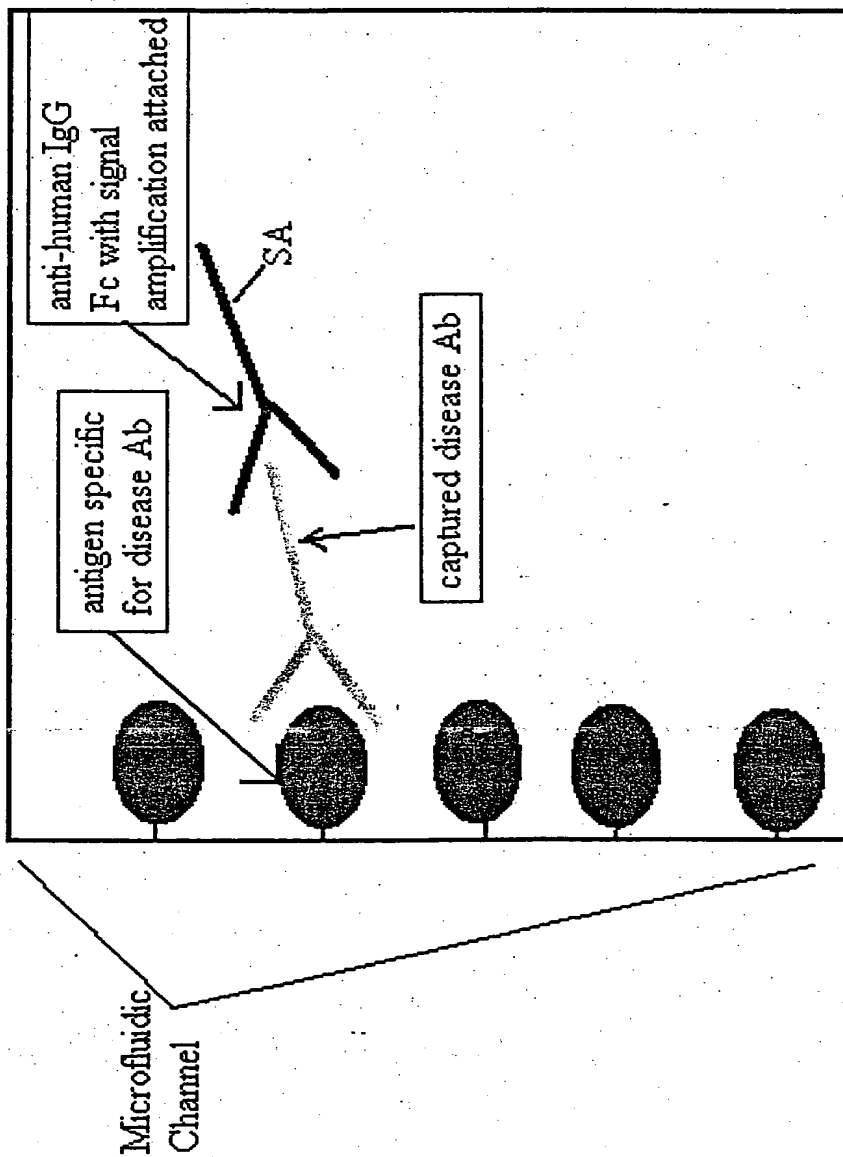 Microfluidic
Channel
antigen specific
for disease Ab
anti-human IgG
Fc with signal
amplification attached
SA
captured disease Ab